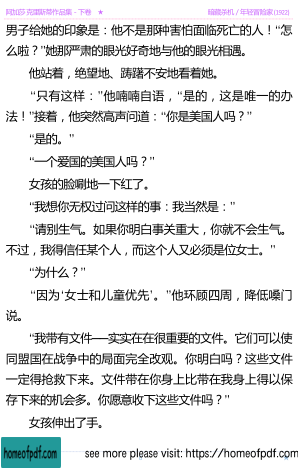 阿加莎 克里斯蒂作品集 - 下卷 ★ 暗藏杀机／年轻冒险家 (1922)
男子给她的印象是：他不是那种害怕面临死亡的人！“怎
么啦？”她那严肃的眼光好奇地与他的眼光相遇。
他站着，绝望地、踌躇不安地看着她。
“只有这样：”他喃喃自语，“是的，这是唯一的办
法！”接着，他突然高声问道：“你是美国人吗？”
“是的。”
“一个爱国的美国人吗？”
女孩的脸唰地一下红了。
“我想你无权过问这样的事：我当然是：”
“请别生气。如果你明白事关重大，你就不会生气。
不过，我得信任某个人，而这个人又必须是位女士。”
“为什么？”
“因为‘女士和儿童优先’。”他环顾四周，降低嗓门
说。
“我带有文件──实实在在很重要的文件。它们可以使
同盟国在战争中的局面完全改观。你明白吗？这些文件
一定得抢救下来。文件带在你身上比带在我身上得以保
存下来的机会多。你愿意收下这些文件吗？”
女孩伸出了手。
homeofpdf.com see more please visit: https://homeofpdf.com